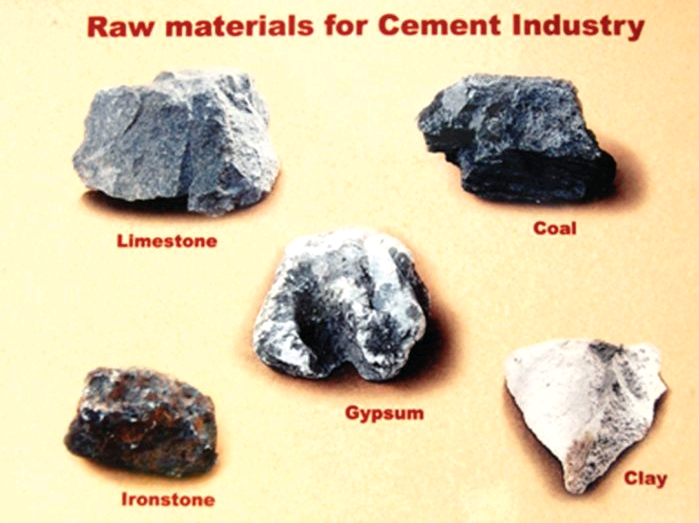 Raw materials for Cement Industry
Limestone
Coal
Gypsum
Ironstone
Clay